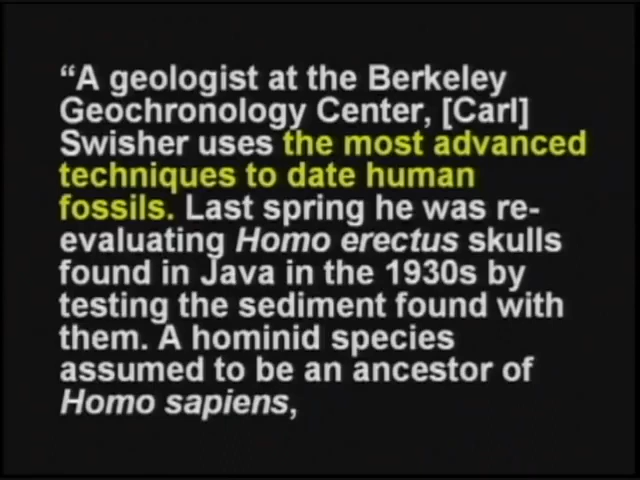 “A geologist at the Berkeley
Geochronology Center, [Carl]
Swisher uses the most advanced
techniques to date human
fossils. Last spring he was re-
evaluating Homo erectus skulls
found in Java in the 1930s by
testing the sediment found with
them. A hominid species
assumed to be an ancestor of
Homo sapiens,